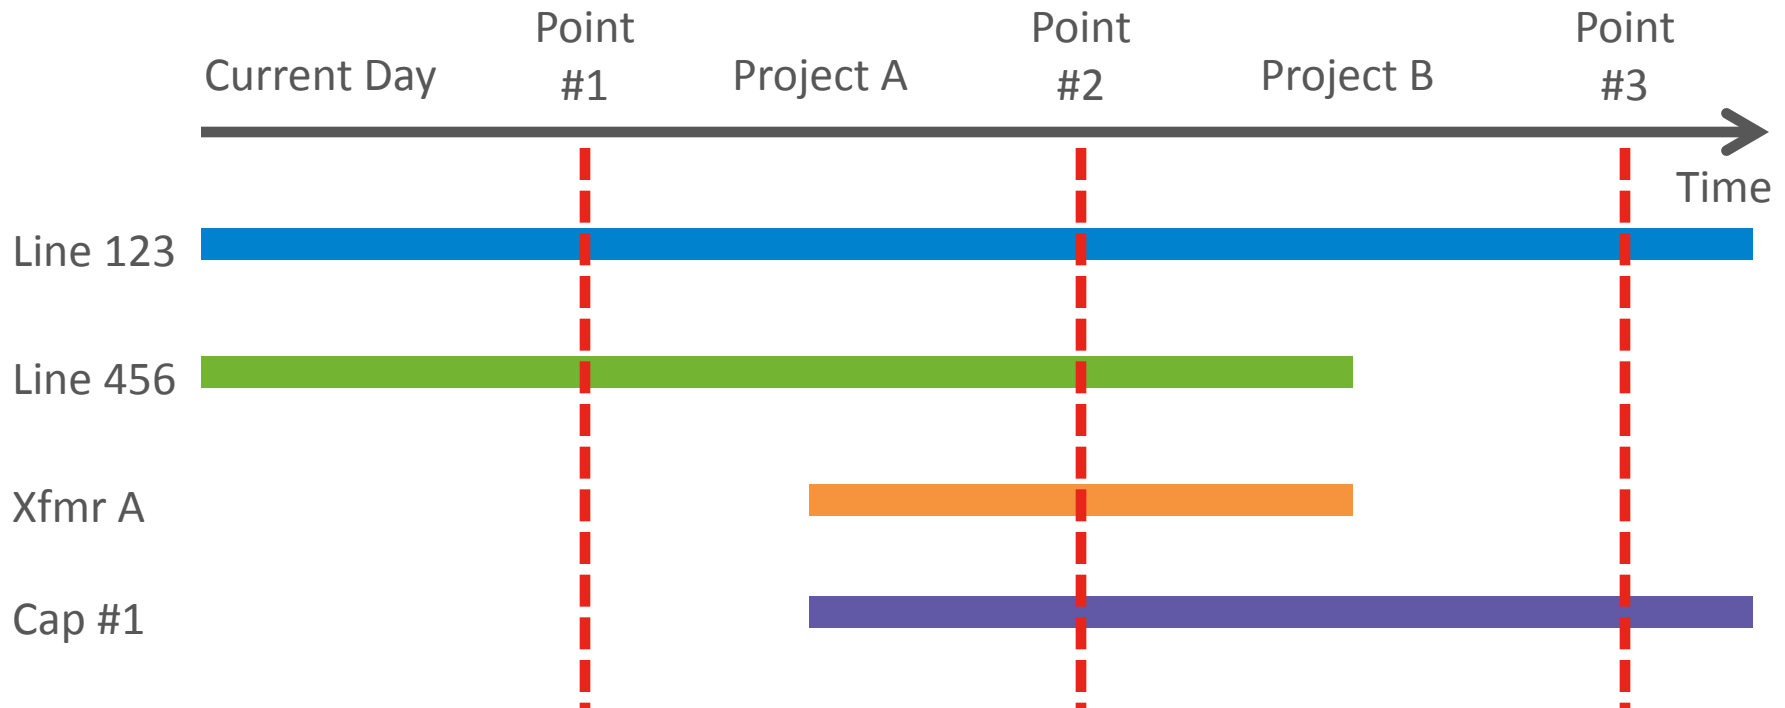 Current Day
Point
#1
Project A
Point
#2
Project B
Point
#3
Time
Line 123
Line 456
Xfmr A
Cap #1